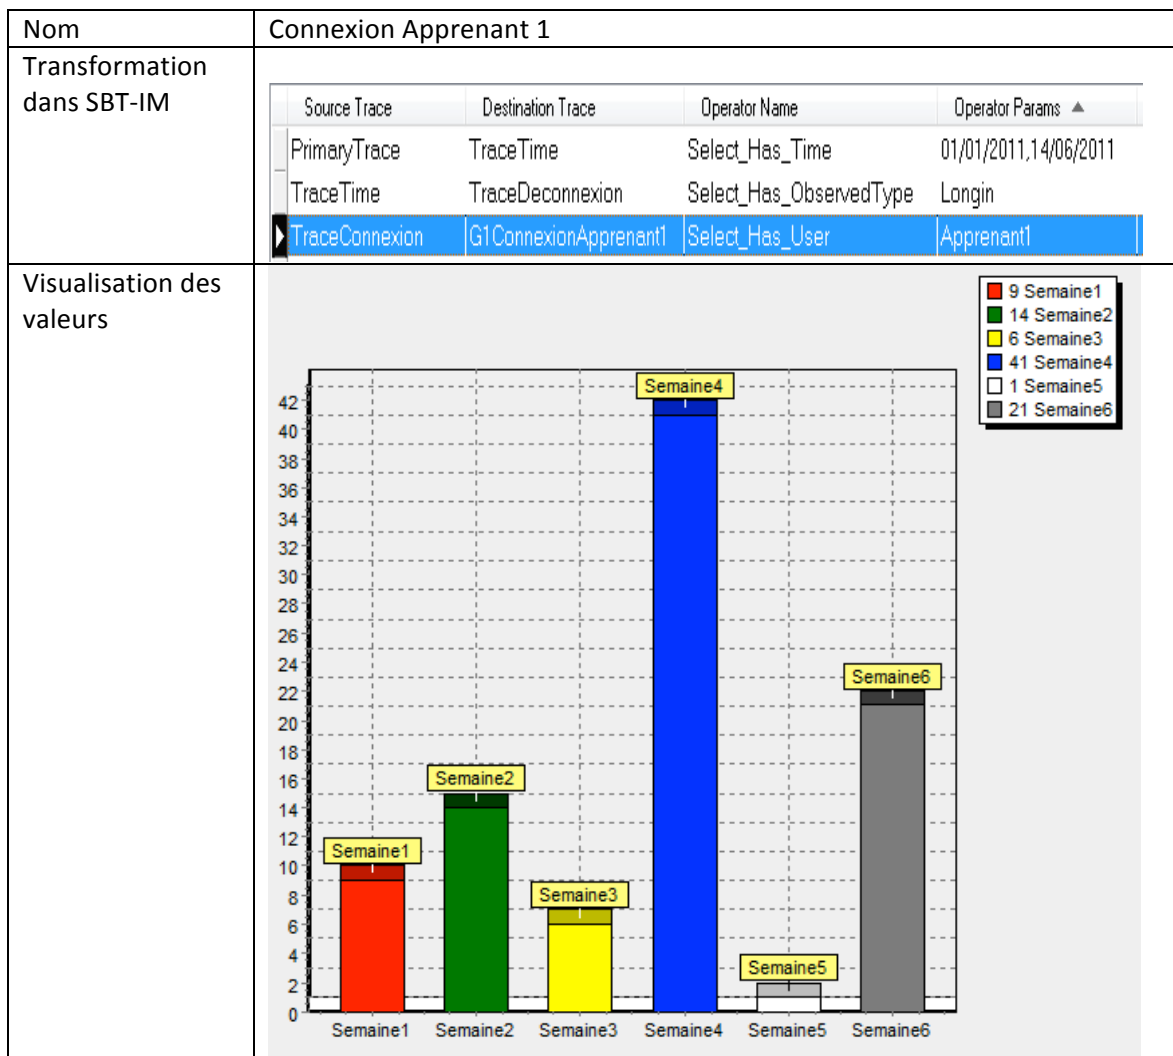 Nom Connexion Apprenant 1
Transformation
dans SBT-IM
Source Trace Destination Trace Operator Name Operator Params
PrimaryTrace TraceTime Select_Has_Time 01/01/2011,14/06/2011
TraceTime TraceDeconnexion Select_Has_ObservedType Longin
TraceConnexion G1ConnexionApprenant1 Select_Has_User Apprenant1
Visualisation des
valeurs
9 Semaine1
14 Semaine2
6 Semaine3
41 Semaine4
1 Semaine5
21 Semaine6
42
40
38
36
34
32
30
28
26
24
22
20
18
16
14
12
10
8
6
4
2
0
Semaine1
Semaine2
Semaine3
Semaine4
Semaine5
Semaine6
Semaine1 Semaine2 Semaine3 Semaine4 Semaine5 Semaine6